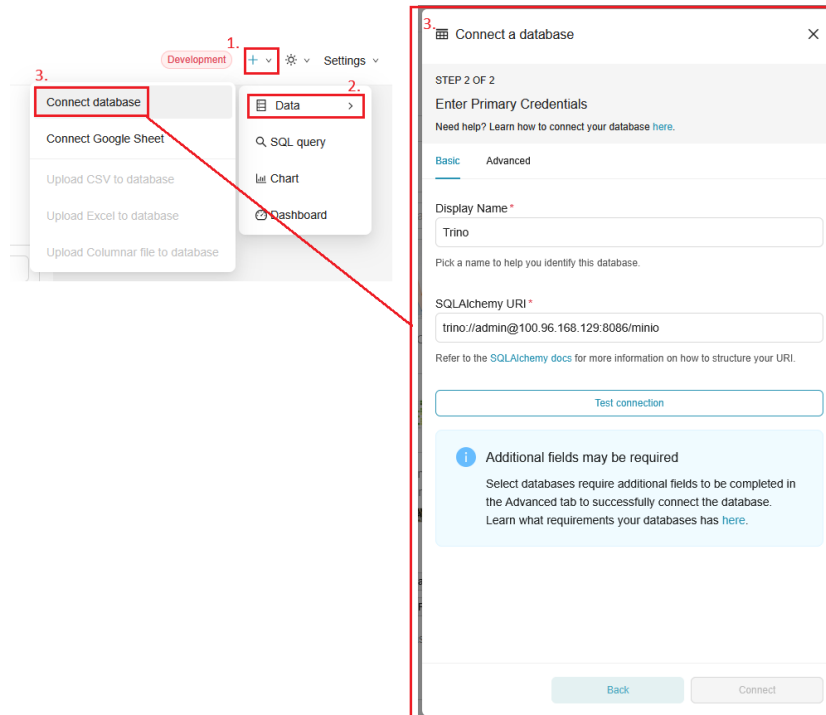 1.
Development
Settings
3.
2.
Connect database
Data
Connect Google Sheet
SQL query
Upload CSV to database
Chart
Upload Excel to database
Dashboard
Upload Columnar file to database
3.
Connect a database
STEP 2 OF 2
Enter Primary Credentials
Need help? Learn how to connect your database here.
Basic Advanced
Display Name *
Trino
Pick a name to help you identify this database.
SQLAlchemy URI *
trino://admin@100.96.168.129:8086/minio
Refer to the SQLAlchemy docs for more information on how to structure your URI.
Test connection
Additional fields may be required
Select databases require additional fields to be completed in
the Advanced tab to successfully connect the database.
Learn what requirements your databases has here.
Back Connect